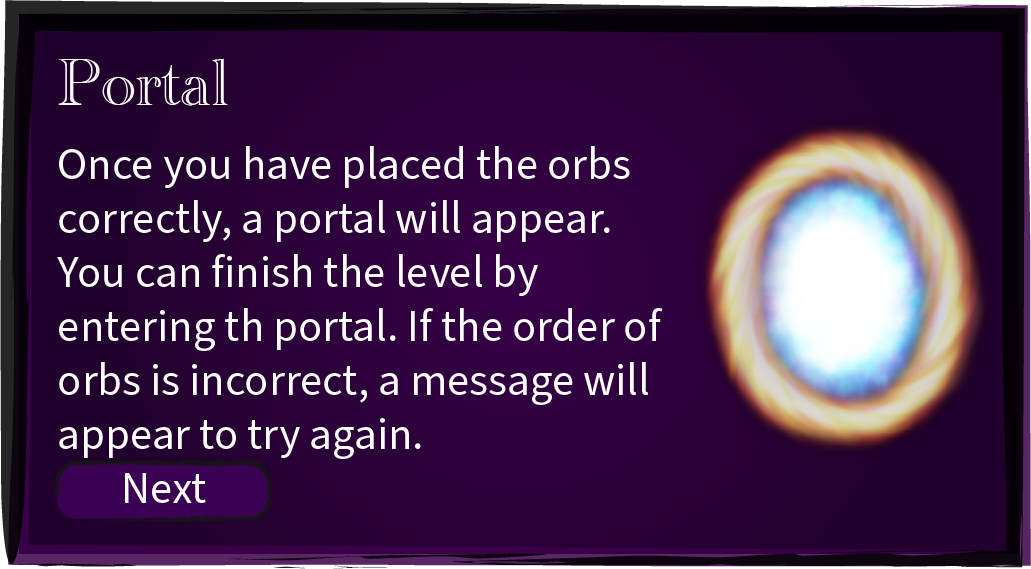 Portal
Once you have placed the orbs
correctly, a portal will appear.
You can finish the level by
entering th portal. If the order of
orbs is incorrect, a message will
appear to try again.
Next